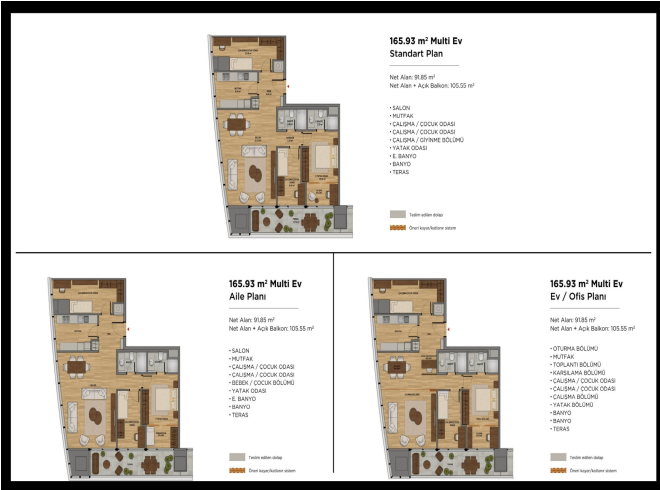 165.93 m² Multi Ev
Standart Plan
Net Alan: 91.85 m²
Net Alan + Açık Balkon: 105.55 m²
• SALON
• MUTFAK
• ÇALIŞMA / ÇOCUK ODASI
• ÇALIŞMA / ÇOCUK ODASI
• ÇALIŞMA / GİYİNME BÖLÜMÜ
• YATAK ODASI
• E. BANYO
• BANYO
• TERAS
Teslim edilen dolap
Öneri kayar/katlanır sistem
165.93 m² Multi Ev
Aile Planı
Net Alan: 91.85 m²
Net Alan + Açık Balkon: 105.55 m²
• SALON
• MUTFAK
• ÇALIŞMA / ÇOCUK ODASI
• ÇALIŞMA / ÇOCUK ODASI
• BEBEK / ÇOCUK BÖLÜMÜ
• YATAK ODASI
• E. BANYO
• BANYO
• TERAS
Teslim edilen dolap
Öneri kayar/katlanır sistem
165.93 m² Multi Ev
Ev / Ofis Planı
Net Alan: 91.85 m²
Net Alan + Açık Balkon: 105.55 m²
• OTURMA BÖLÜMÜ
• MUTFAK
• TOPLANTI BÖLÜMÜ
• KARŞILAMA BÖLÜMÜ
• ÇALIŞMA / ÇOCUK ODASI
• ÇALIŞMA / ÇOCUK ODASI
• ÇALIŞMA BÖLÜMÜ
• YATAK BÖLÜMÜ
• BANYO
• BANYO
• TERAS
Teslim edilen dolap
Öneri kayar/katlanır sistem